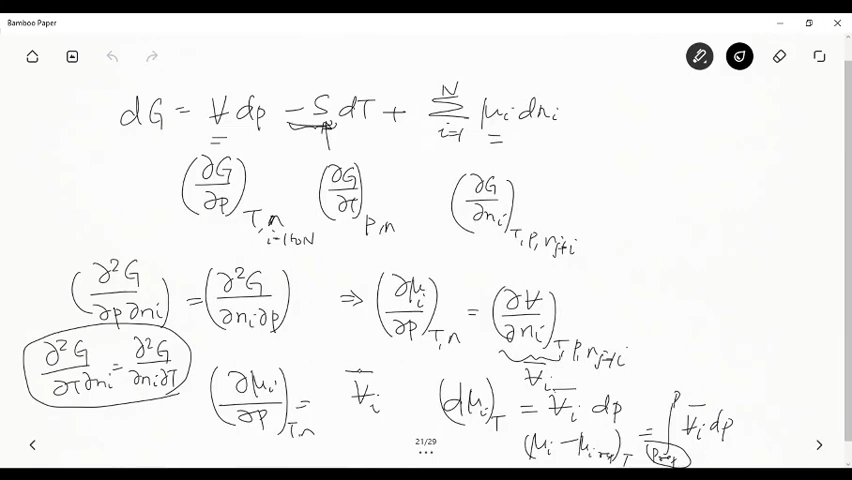 Bamboo Paper
dG = V dp - S dT + Σ_{i=1}^{N} μ_i dn_i
(∂G/∂p)_{T,n i=1 to N} (∂G/∂T)_{P,n} (∂G/∂n_i)_{T,P,n_{j≠i}}
(∂²G/∂p∂n_i) = (∂²G/∂n_i∂p) ⇒ (∂μ_i/∂p)_{T,n} = (∂V/∂n_i)_{T,P,n_{j≠i}}
V̄_i
∂²G/∂T∂n_i = ∂²G/∂n_i∂T
(∂μ_i/∂p)_{T,n} = V̄_i (dμ_i)_T = V̄_i dp
(μ_i - μ_{i,ref})_T = ∫_{P_ref}^{P} V̄_i dp
21/29